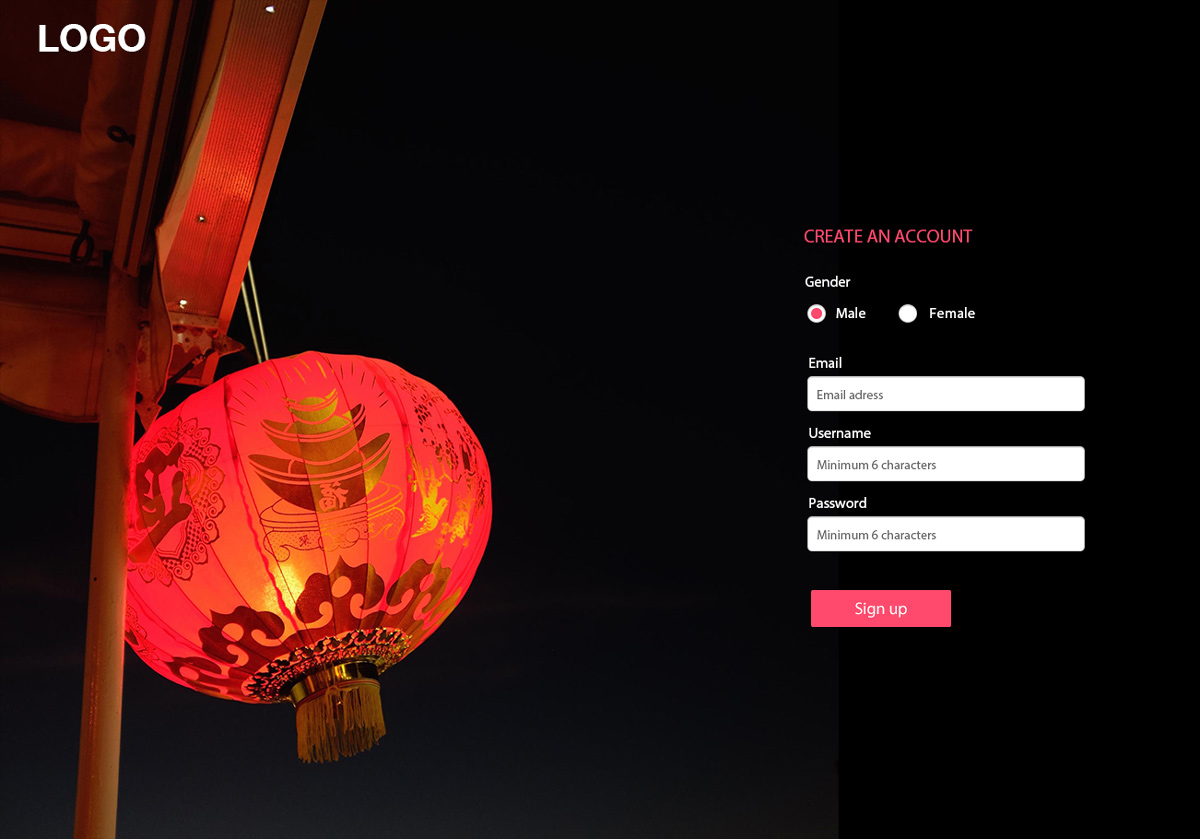 LOGO
CREATE AN ACCOUNT
Gender
Male Female
Email
Email adress
Username
Minimum 6 characters
Password
Minimum 6 characters
Sign up
福